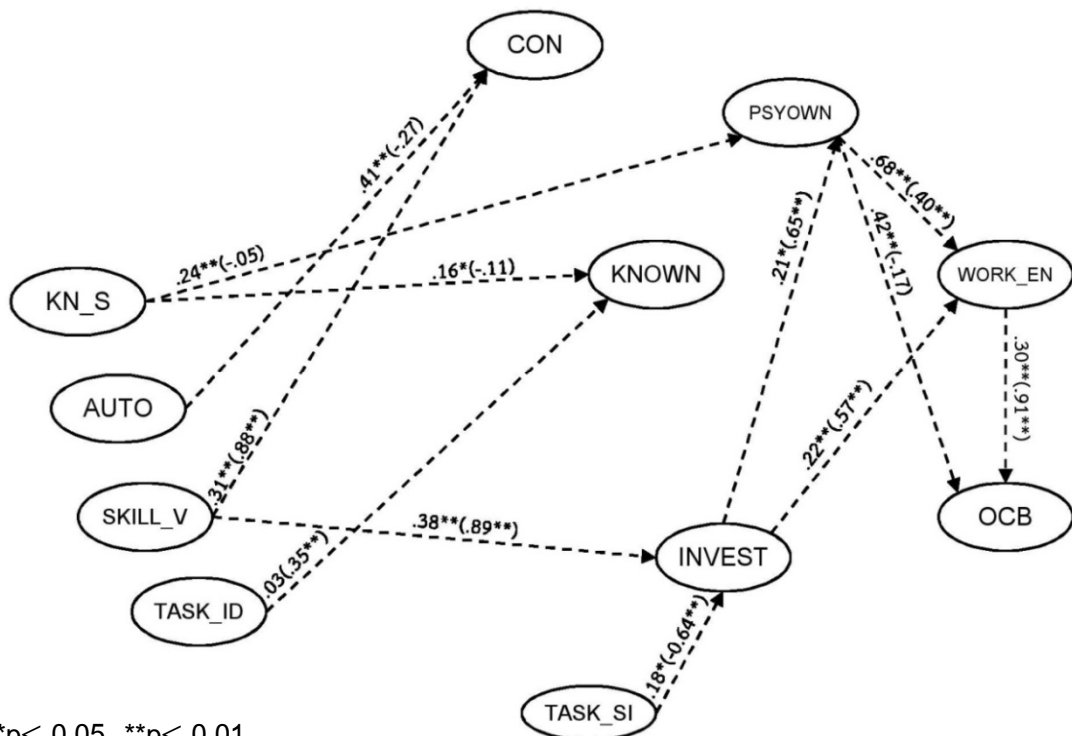 CON
PSYOWN
.41**(-.27)
.68**(.40**)
.24**(-.05)
.42**(-.17)
.21*(.65**)
KN_S
.16*(-.11)
KNOWN
WORK_EN
AUTO
.31**(.88**)
.22**(.57**)
.30**(.91**)
SKILL_V
.38**(.89**)
OCB
INVEST
TASK_ID
.03(.35**)
.18*(-0.64**)
TASK_SI
*p< 0.05, **p< 0.01